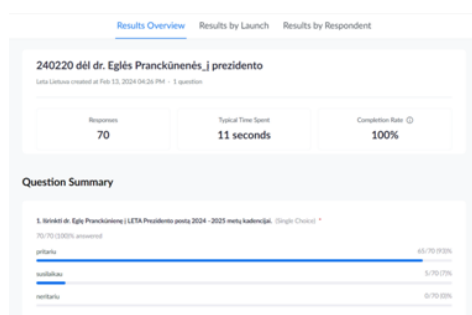 Results Overview Results by Launch Results by Respondent
240220 dėl dr. Eglės Pranckūnenės_į prezidento
Leta Lietuva created at Feb 13, 2024 04:26 PM · 1 question
Responses Typical Time Spent Completion Rate
70 11 seconds 100%
Question Summary
1. Išrinkti dr. Eglę Pranckūnienę į LETA Prezidento postą 2024 -2025 metų kadencijai. (Single Choice) *
70/70 (100%) answered
pritariu 65/70 (93%)
susilaikau 5/70 (7%)
neritariu 0/70 (0%)